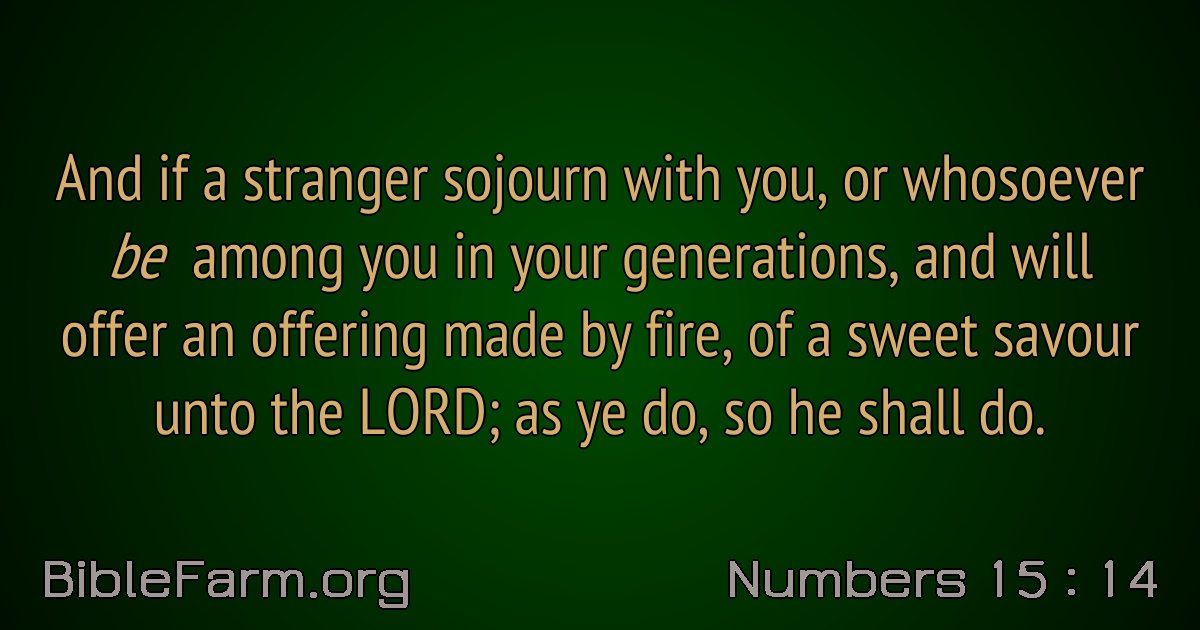 And if a stranger sojourn with you, or whosoever
be among you in your generations, and will
offer an offering made by fire, of a sweet savour
unto the LORD; as ye do, so he shall do.
BibleFarm.org
Numbers 15 : 14